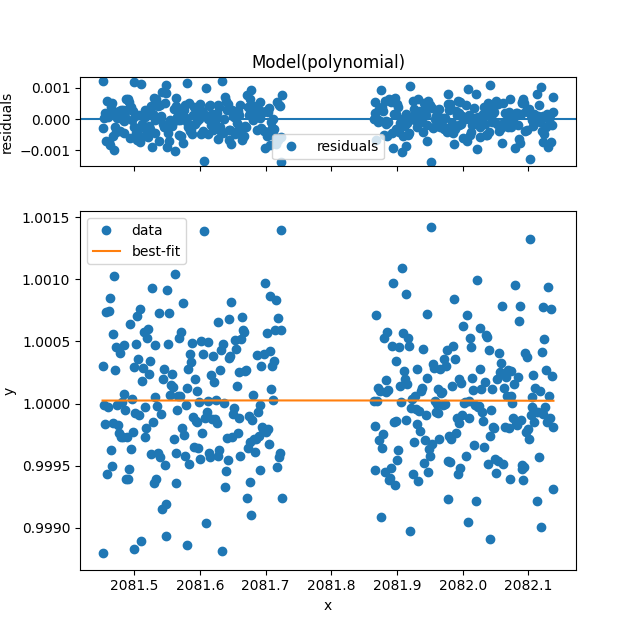 Model(polynomial)
0.001
0.000
−0.001
residuals
residuals
1.0015
1.0010
1.0005
1.0000
0.9995
0.9990
y
data
best-fit
2081.5 2081.6 2081.7 2081.8 2081.9 2082.0 2082.1
x